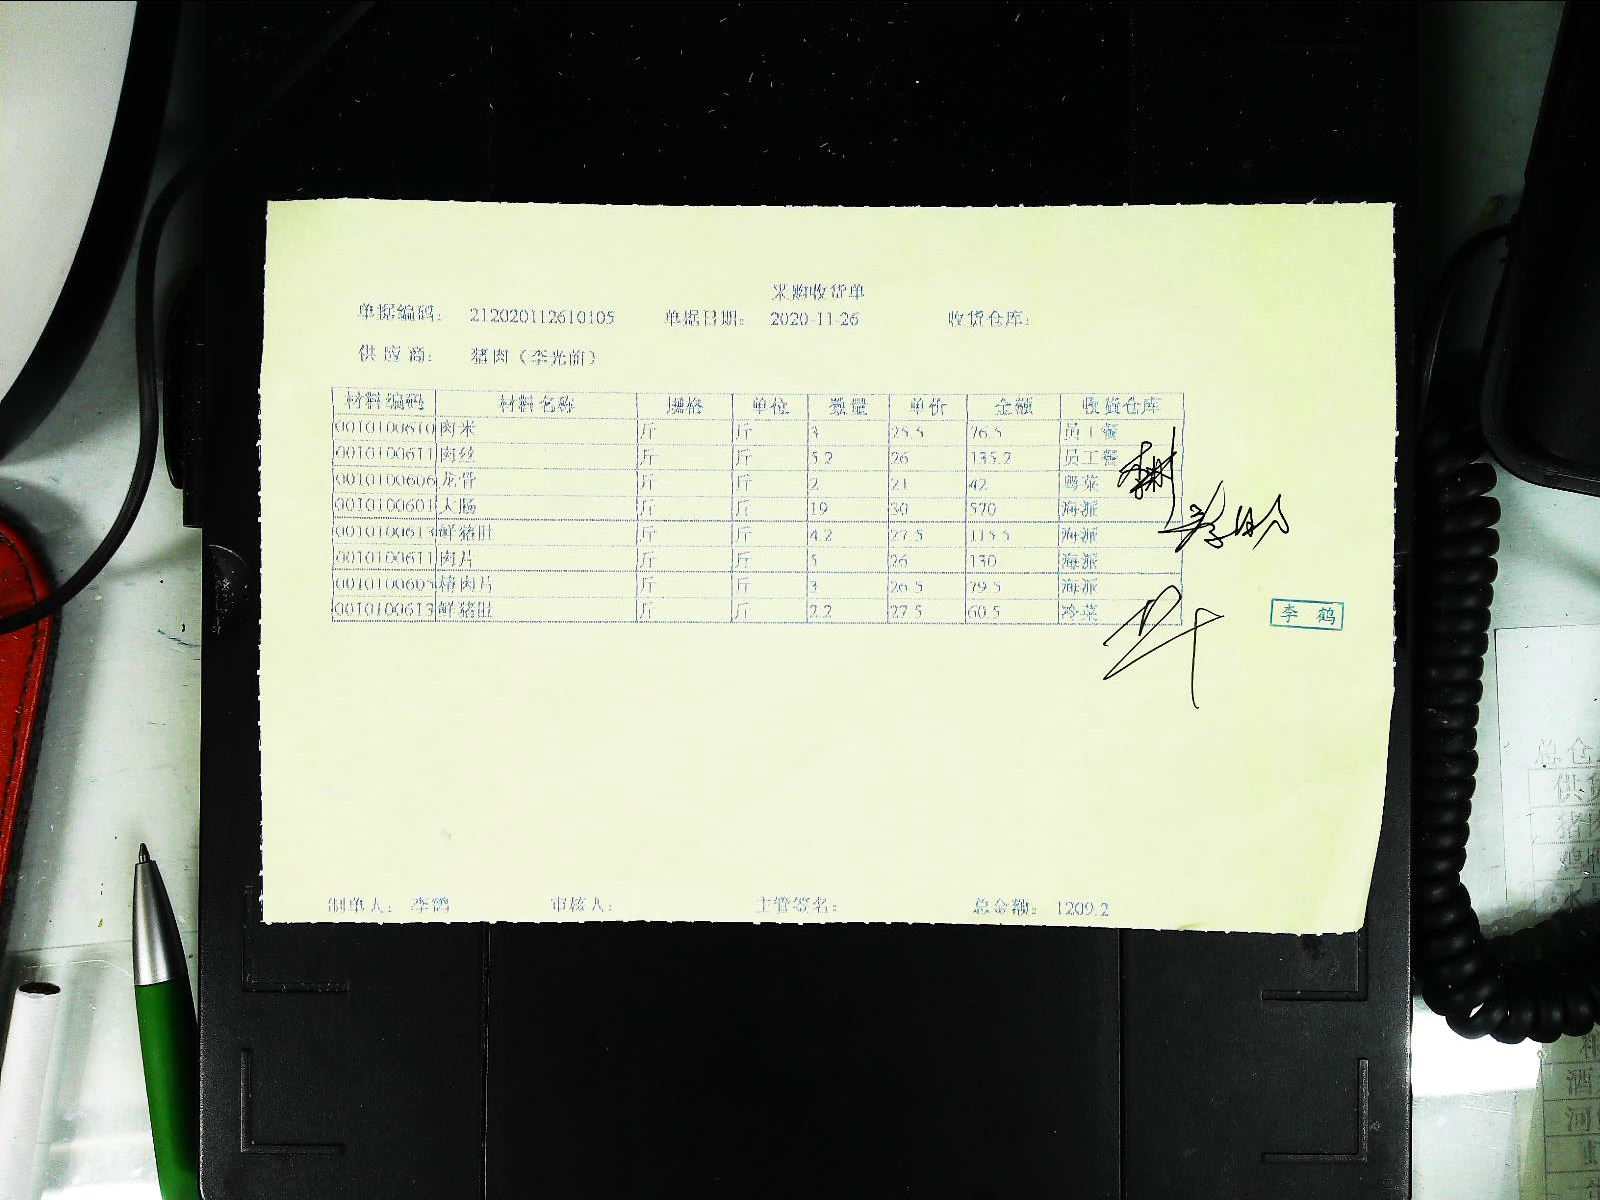 采购收货单
单据编码： 212020112610105 单据日期： 2020-11-26 收货仓库：
供应商： 猪肉（李光前）
材料编码 材料名称 规格 单位 数量 单价 金额 收货仓库
0010100610 肉米 斤 斤 3 25.5 76.5 员工餐
0010100611 肉丝 斤 斤 5.2 26 135.2 员工餐
0010100606 龙骨 斤 斤 2 21 42
0010100601 大肠 斤 斤 19 30 570 海派
0010100613 鲜猪肚 斤 斤 4.2 27.5 115.5 海派
0010100611 肉片 斤 斤 5 26 130 海派
0010100605 精肉片 斤 斤 3 26.5 79.5 海派
0010100613 鲜猪肚 斤 斤 2.2 27.5 60.5 冷菜
李鹤
制单人： 李鹤 审核人： 主管签名： 总金额： 1209.2
总仓
供货
猪肉
酒